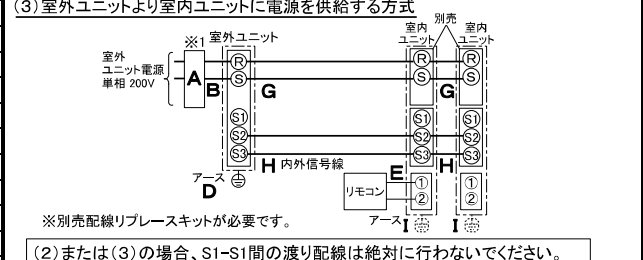 (3)室外ユニットより室内ユニットに電源を供給する方式
別売
※1 室外ユニット 室内ユニット 室内ユニット
室外
ユニット電源
単相 200V
A
B
R R R
S S S
G G
S1 S1 S1
S2 S2 S2
S3 S3 S3
H 内外信号線 H
アース
D
E
リモコン
① ①
② ②
アース I I
※別売配線リプレースキットが必要です。
(2)または(3)の場合、S1-S1間の渡り配線は絶対に行わないでください。